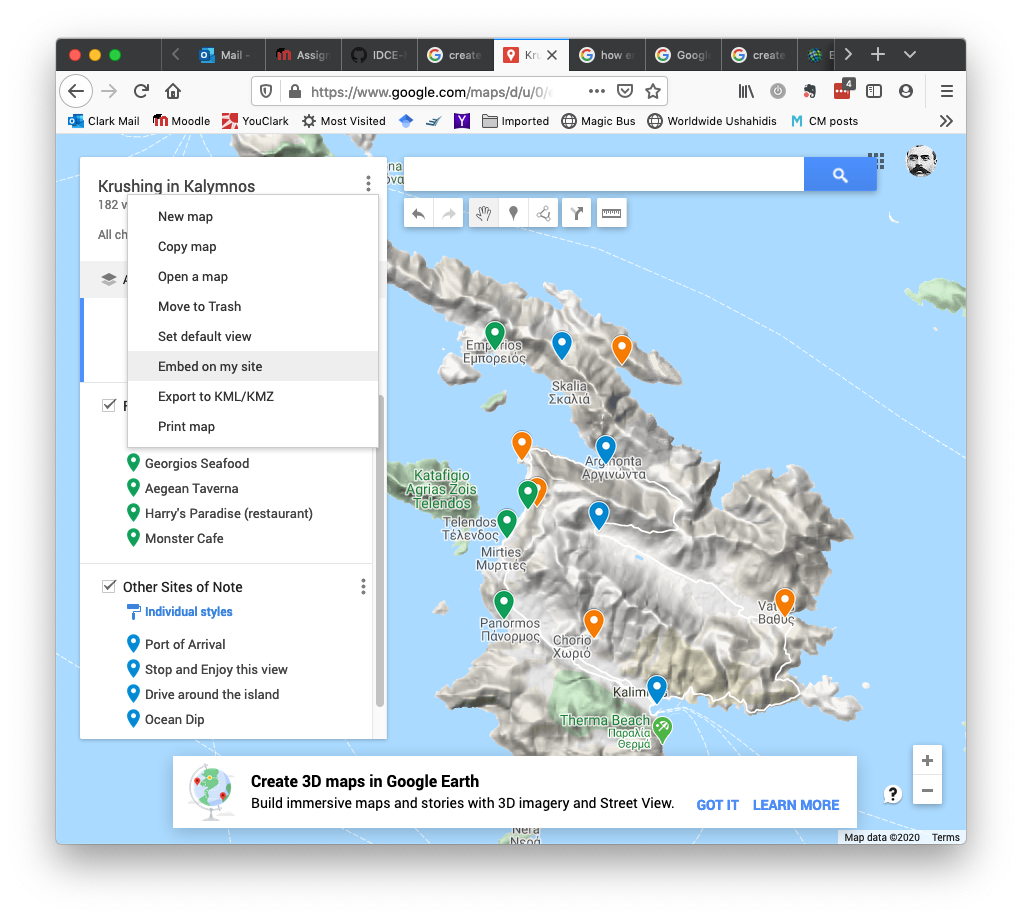 Mail -
Assig
IDCE-
create
Kru
how e
Googl
create
E
4
https://www.google.com/maps/d/u/0/
Clark Mail
Moodle
YouClark
Most Visited
Imported
Magic Bus
Worldwide Ushahidis
M CM posts
Krushing in Kalymnos
182 v
All ch
A
New map
Copy map
Open a map
Move to Trash
Set default view
Embed on my site
Export to KML/KMZ
Print map
Georgios Seafood
Aegean Taverna
Harry's Paradise (restaurant)
Monster Cafe
Other Sites of Note
Individual styles
Port of Arrival
Stop and Enjoy this view
Drive around the island
Ocean Dip
Emporios
Εμπορειός
Skalia
Σκαλιά
Arginonta
Αργινώντα
Katafigio
Agrias Zois
Telendos
Telendos
Τέλενδος
Mirties
Μυρτιές
Panormos
Πάνορμος
Chorio
Χωριό
Vat
Βαθύς
Kalim
Therma Beach
Παραλία
Θερμά
Nera
Νερά
Create 3D maps in Google Earth
Build immersive maps and stories with 3D imagery and Street View.
GOT IT
LEARN MORE
+
−
?
Map data ©2020
Terms